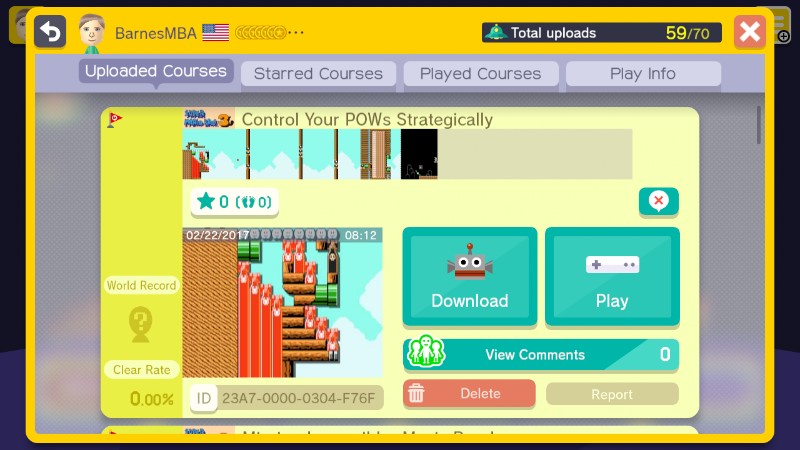 BarnesMBA
Total uploads 59/70
Uploaded Courses
Starred Courses
Played Courses
Play Info
Control Your POWs Strategically
0 (0)
02/22/2017 08:12
World Record
Clear Rate
0.00%
Download
Play
View Comments 0
ID 23A7-0000-0304-F76F
Delete
Report